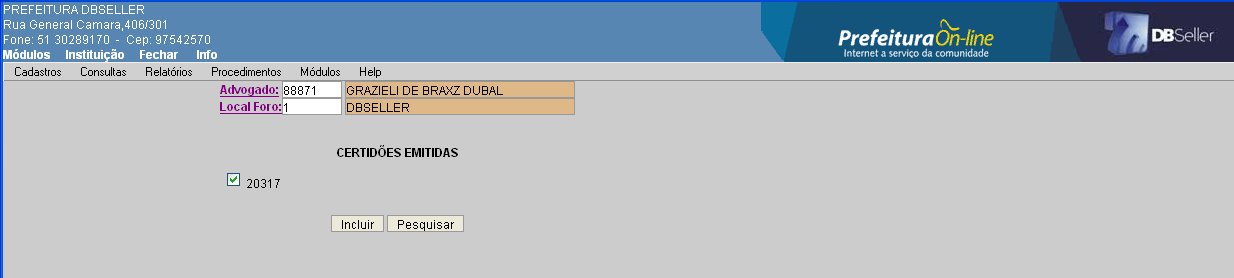 PREFEITURA DBSELLER
Rua General Camara,406/301
Fone: 51 30289170 - Cep: 97542570
Módulos Instituição Fechar Info
PrefeituraOn-line
Internet a serviço da comunidade
DBSeller
Cadastros Consultas Relatórios Procedimentos Módulos Help
Advogado: 88871 GRAZIELI DE BRAXZ DUBAL
Local Foro: 1 DBSELLER
CERTIDÕES EMITIDAS
20317
Incluir Pesquisar